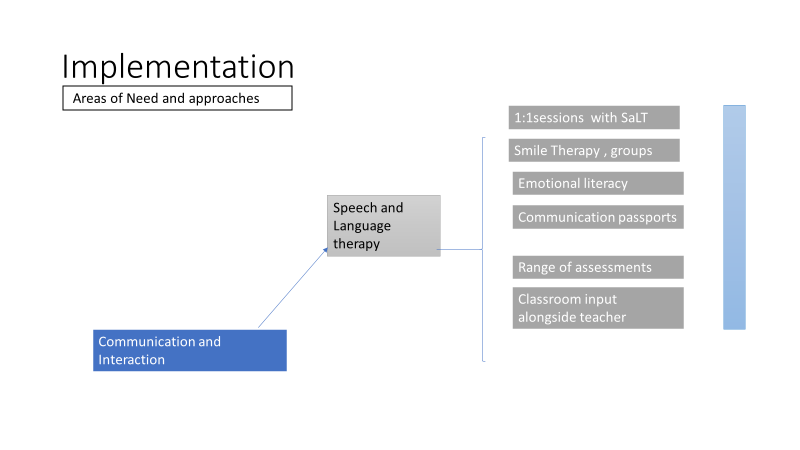 Implementation
Areas of Need and approaches
1:1sessions with SaLT
Smile Therapy , groups
Emotional literacy
Communication passports
Speech and
Language
therapy
Range of assessments
Classroom input
alongside teacher
Communication and
Interaction